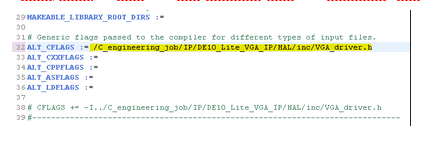 29 MAKEABLE_LIBRARY_ROOT_DIRS :=
30
31 # Generic flags passed to the compiler for different types of input files.
32 ALT_CFLAGS := /C_engineering_job/IP/DE10_Lite_VGA_IP/HAL/inc/VGA_driver.h
33 ALT_CXXFLAGS :=
34 ALT_CPPFLAGS :=
35 ALT_ASFLAGS :=
36 ALT_LDFLAGS :=
37
38 # CFLAGS += -I../C_engineering_job/IP/DE10_Lite_VGA_IP/HAL/inc/VGA_driver.h
39 #------------------------------------------------------------------------------